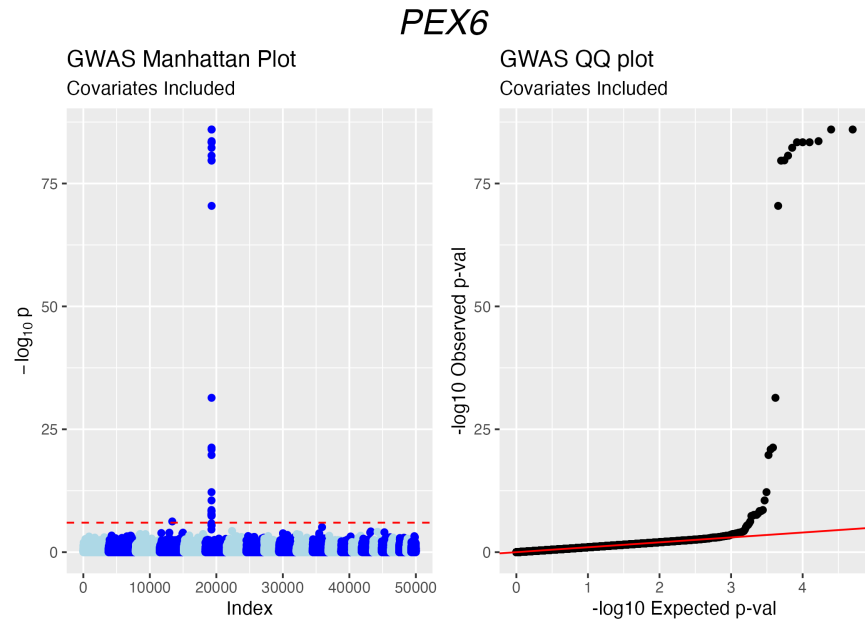 PEX6
GWAS Manhattan Plot
Covariates Included
−log10 p
75
50
25
0
0 10000 20000 30000 40000 50000
Index
GWAS QQ plot
Covariates Included
-log10 Observed p-val
75
50
25
0
0 1 2 3 4
-log10 Expected p-val